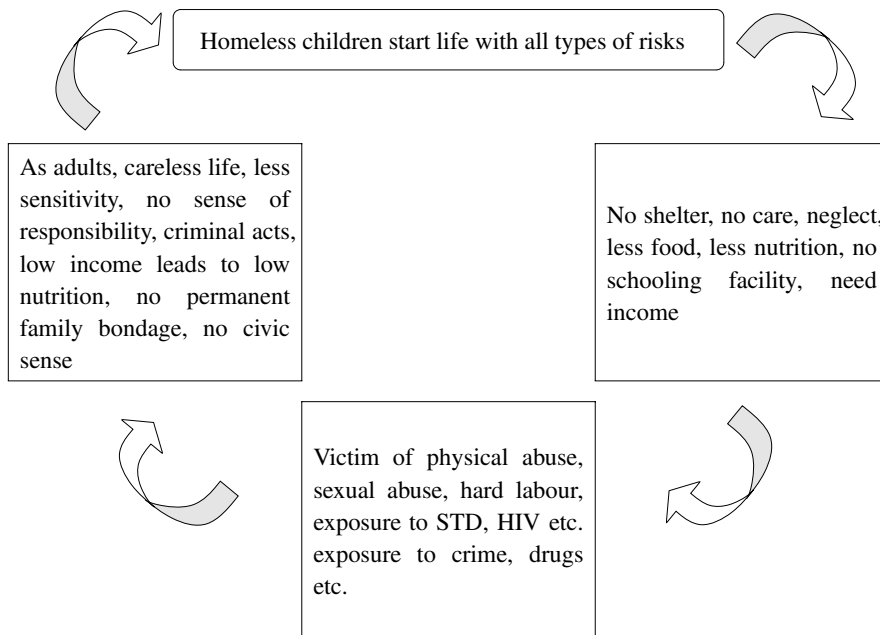 Homeless children start life with all types of risks
As adults, careless life, less
sensitivity, no sense of
responsibility, criminal acts,
low income leads to low
nutrition, no permanent
family bondage, no civic
sense
No shelter, no care, neglect,
less food, less nutrition, no
schooling facility, need
income
Victim of physical abuse,
sexual abuse, hard labour,
exposure to STD, HIV etc.
exposure to crime, drugs
etc.